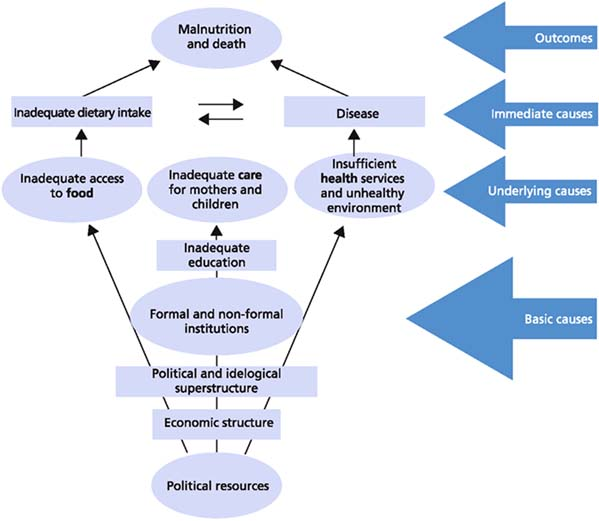 Malnutrition
and death
Outcomes
Inadequate dietary intake
Disease
Immediate causes
Inadequate access
to food
Inadequate care
for mothers and
children
Insufficient
health services
and unhealthy
environment
Underlying causes
Inadequate
education
Formal and non-formal
institutions
Basic causes
Political and idelogical
superstructure
Economic structure
Political resources